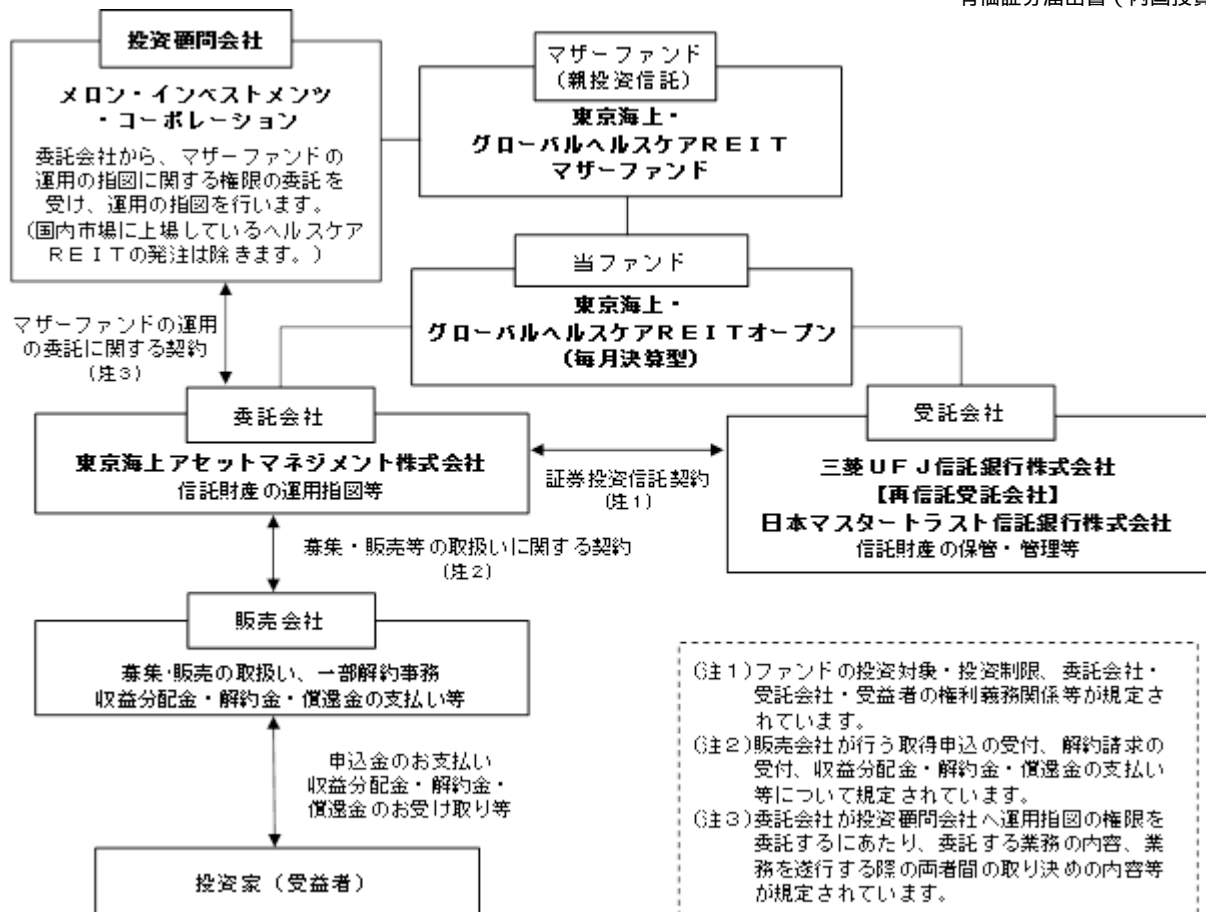 投資顧問会社
メロン・インベストメンツ
・コーポレーション
委託会社から、マザーファンドの
運用の指図に関する権限の委託を
受け、運用の指図を行います。
(国内市場に上場しているヘルスケア
ＲＥＩＴの発注は除きます。)
マザーファンド
(親投資信託)
東京海上・
グローバルヘルスケアＲＥＩＴ
マザーファンド
当ファンド
東京海上・
グローバルヘルスケアＲＥＩＴオープン
(毎月決算型)
マザーファンドの運用
の委託に関する契約
(注３)
委託会社
東京海上アセットマネジメント株式会社
信託財産の運用指図等
証券投資信託契約
(注１)
受託会社
三菱ＵＦＪ信託銀行株式会社
【再信託受託会社】
日本マスタートラスト信託銀行株式会社
信託財産の保管・管理等
募集・販売等の取扱いに関する契約
(注２)
販売会社
募集・販売の取扱い、一部解約事務
収益分配金・解約金・償還金の支払い等
申込金のお支払い
収益分配金・解約金・
償還金のお受け取り等
投資家（受益者）
(注１)ファンドの投資対象・投資制限、委託会社・
受託会社・受益者の権利義務関係等が規定さ
れています。
(注２)販売会社が行う取得申込の受付、解約請求の
受付、収益分配金・解約金・償還金の支払い
等について規定されています。
(注３)委託会社が投資顧問会社へ運用指図の権限を
委託するにあたり、委託する業務の内容、業
務を遂行する際の両者間の取り決めの内容等
が規定されています。